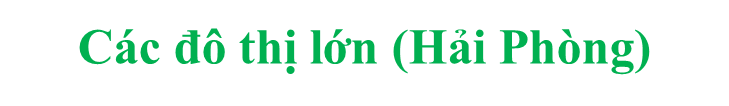 Các đô thị lớn (Hải Phòng)